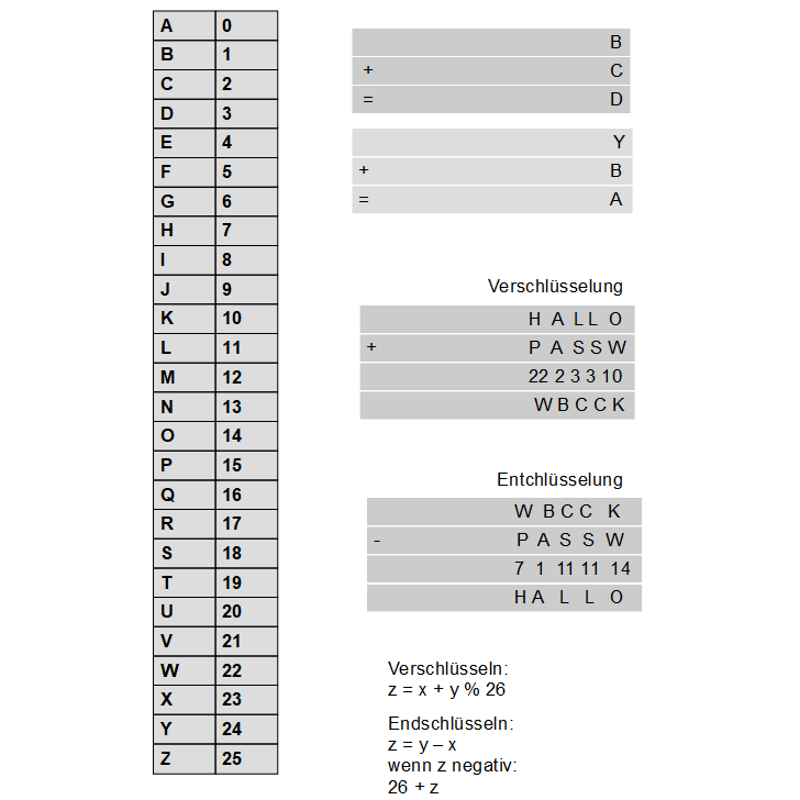 A 0
B 1
C 2
D 3
E 4
F 5
G 6
H 7
I 8
J 9
K 10
L 11
M 12
N 13
O 14
P 15
Q 16
R 17
S 18
T 19
U 20
V 21
W 22
X 23
Y 24
Z 25
B
+ C
= D
Y
+ B
= A
Verschlüsselung
H A L L O
+ P A S S W
22 2 3 3 10
W B C C K
Entchlüsselung
W B C C K
- P A S S W
7 1 11 11 14
H A L L O
Verschlüsseln:
z = x + y % 26
Endschlüsseln:
z = y – x
wenn z negativ:
26 + z